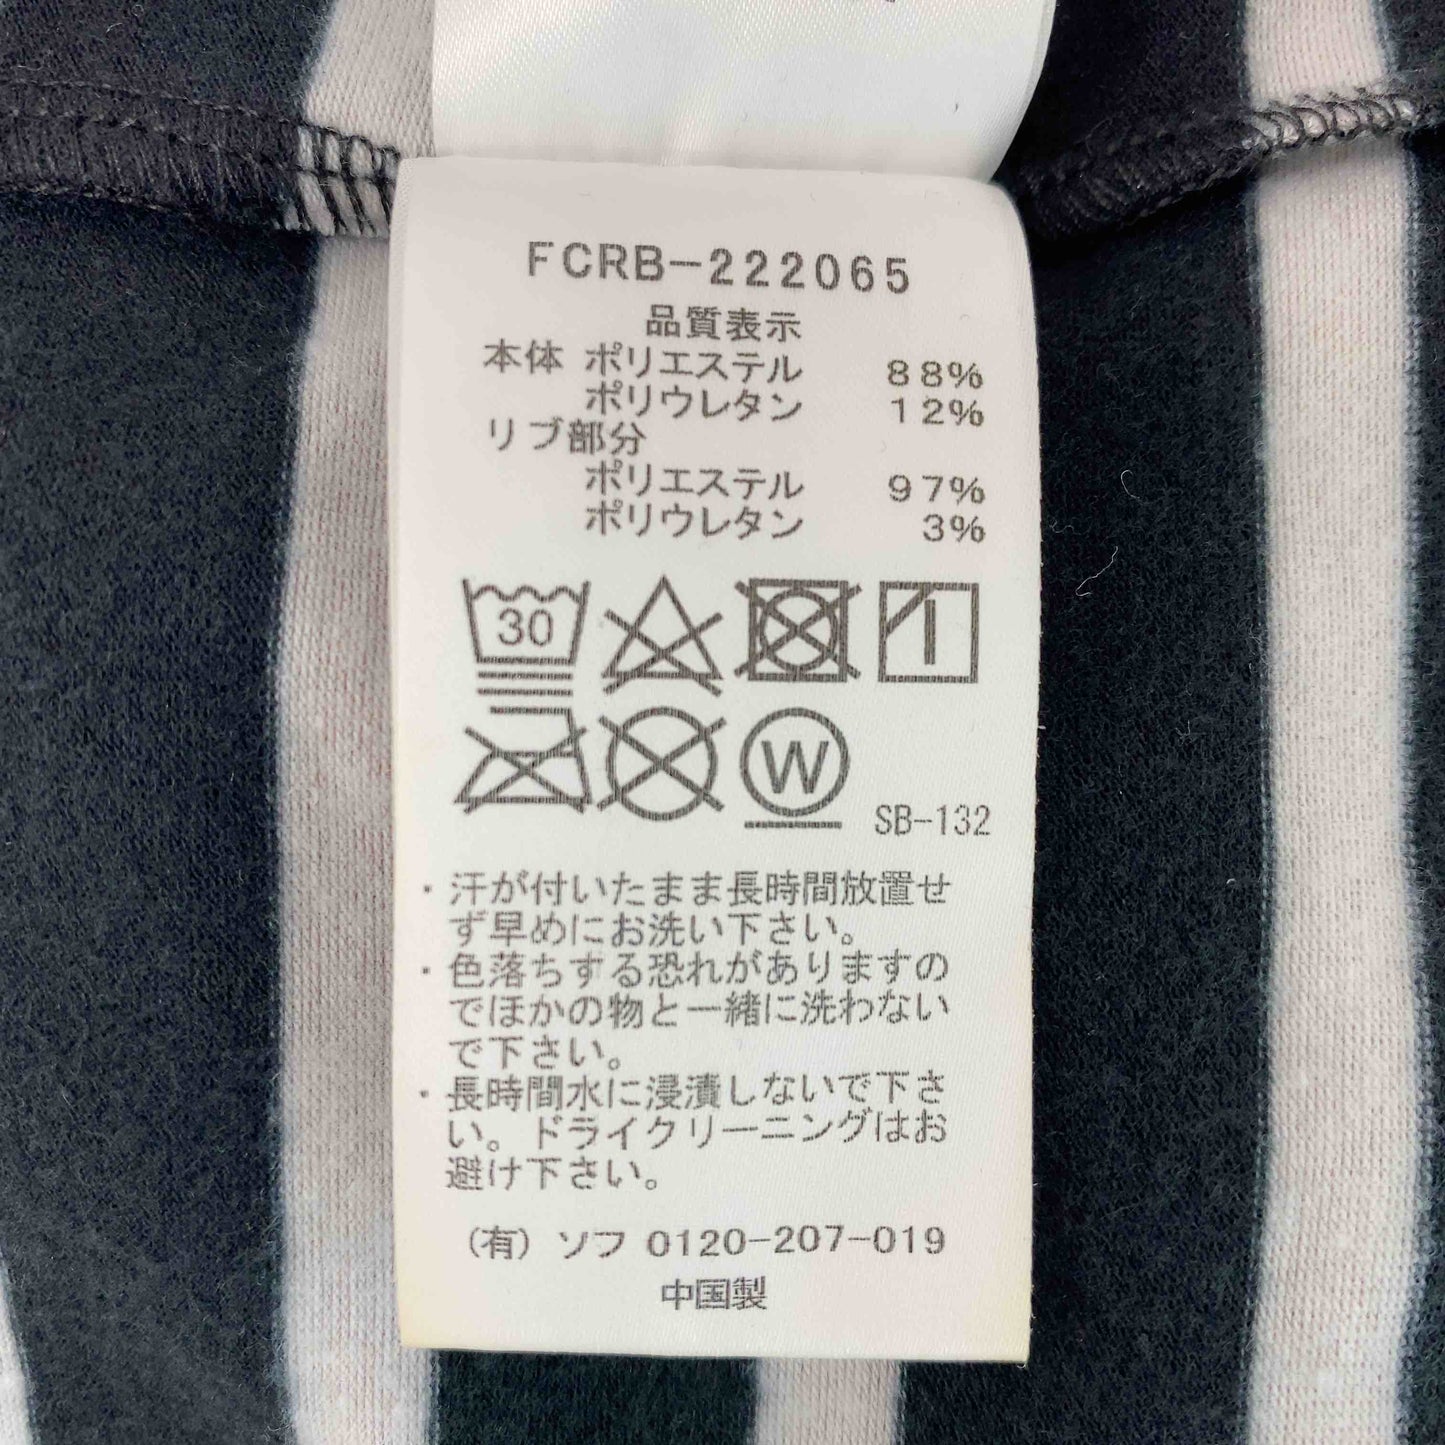 FCRB-222065
品質表示
本体 ポリエステル 88%
ポリウレタン 12%
リブ部分
ポリエステル 97%
ポリウレタン 3%
30
W
SB-132
・汗が付いたまま長時間放置せ
ず早めにお洗い下さい。
・色落ちする恐れがありますの
でほかの物と一緒に洗わない
で下さい。
・長時間水に浸漬しないで下さ
い。ドライクリーニングはお
避け下さい。
(有) ソフ 0120-207-019
中国製